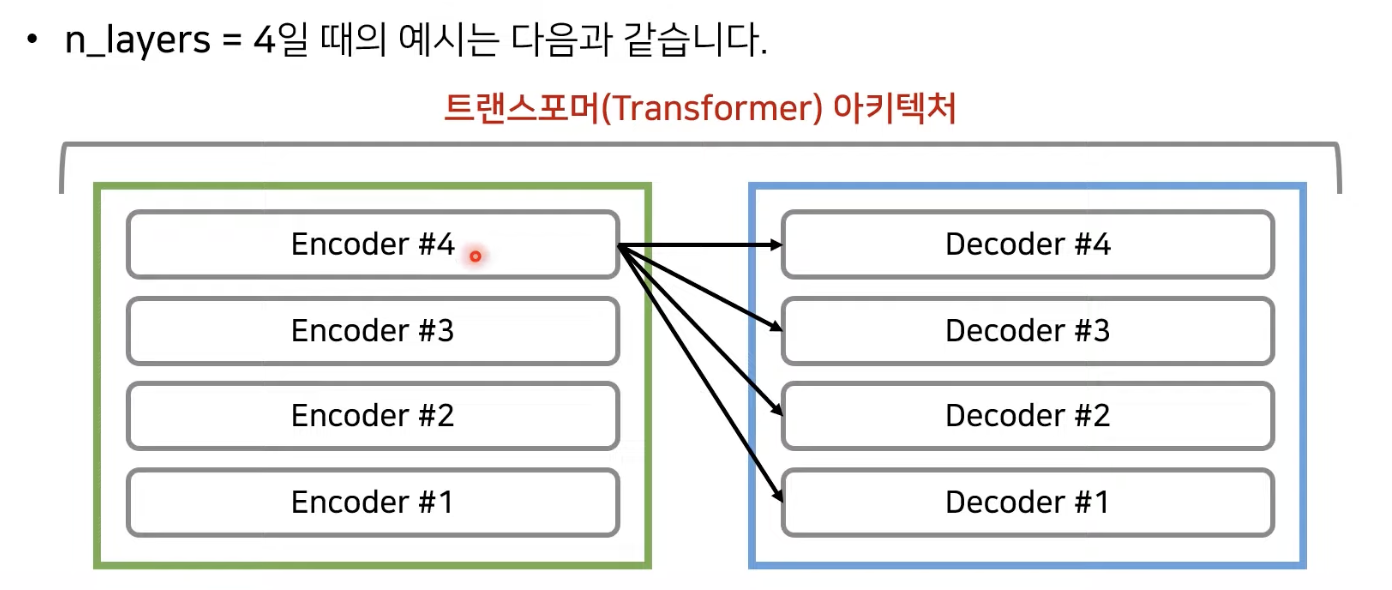 • n_layers = 4일 때의 예시는 다음과 같습니다.
트랜스포머(Transformer) 아키텍처
Encoder #4
Decoder #4
Encoder #3
Decoder #3
Encoder #2
Decoder #2
Encoder #1
Decoder #1